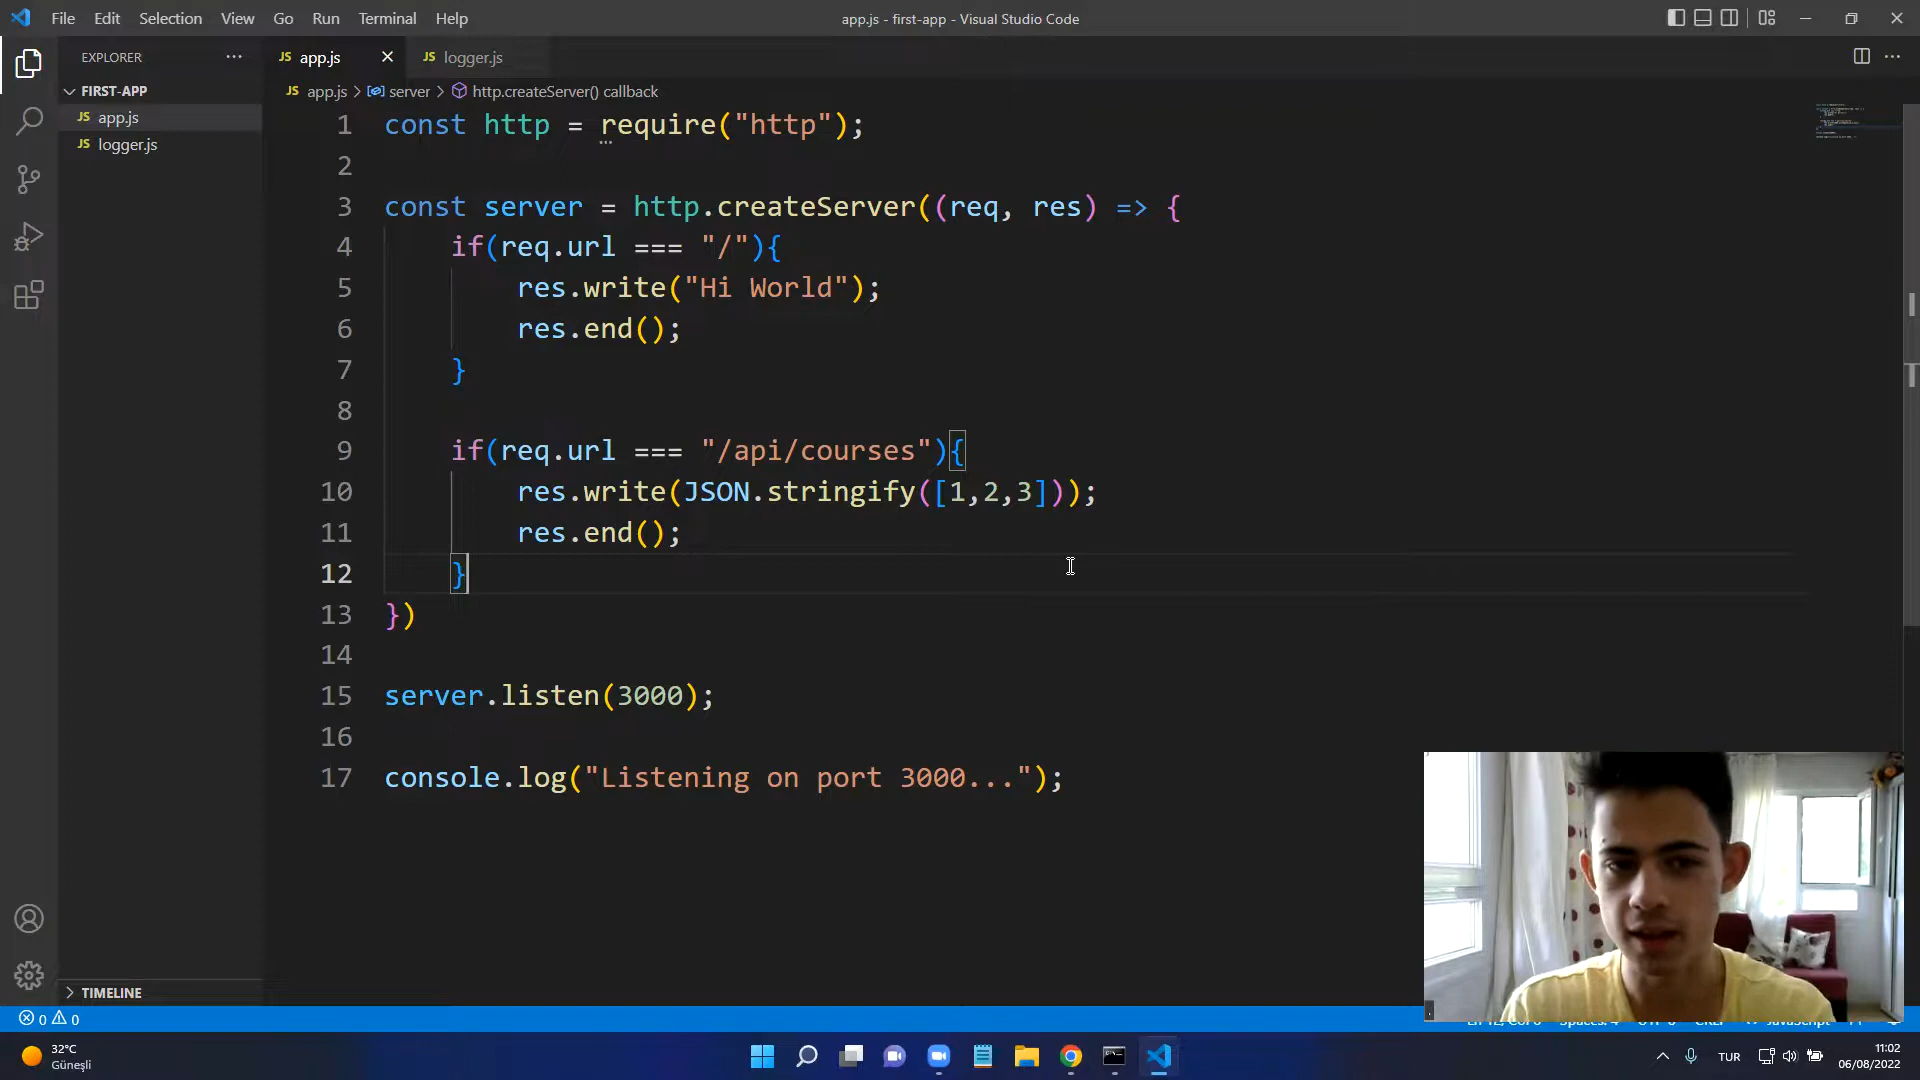 File Edit Selection View Go Run Terminal Help
app.js - first-app - Visual Studio Code
EXPLORER
JS app.js
JS logger.js
FIRST-APP
JS app.js
JS logger.js
JS app.js > server > http.createServer() callback
1 const http = require("http");
2
3 const server = http.createServer((req, res) => {
4 if(req.url === "/"){
5 res.write("Hi World");
6 res.end();
7 }
8
9 if(req.url === "/api/courses"){
10 res.write(JSON.stringify([1,2,3]));
11 res.end();
12 }
13 })
14
15 server.listen(3000);
16
17 console.log("Listening on port 3000...");
TIMELINE
0 0
32°C
Güneşli
TUR
11:02
06/08/2022